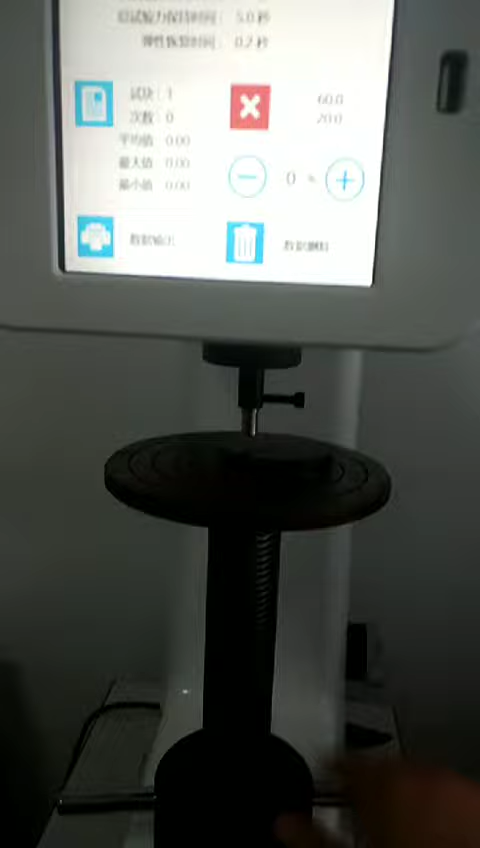 总试验力保持时间： 5.0 秒
弹性恢复时间： 0.2 秒
试块： 1
次数： 0
平均值 0.00
最大值 0.00
最小值 0.00
60.0
20.0
0
数据输出
数据删除